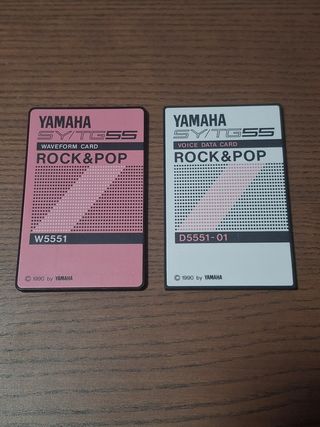 YAMAHA
SY/TG55
WAVEFORM CARD
ROCK&POP
W5551
© 1990 by YAMAHA
YAMAHA
SY/TG55
VOICE DATA CARD
ROCK&POP
D5551-01
© 1990 by YAMAHA